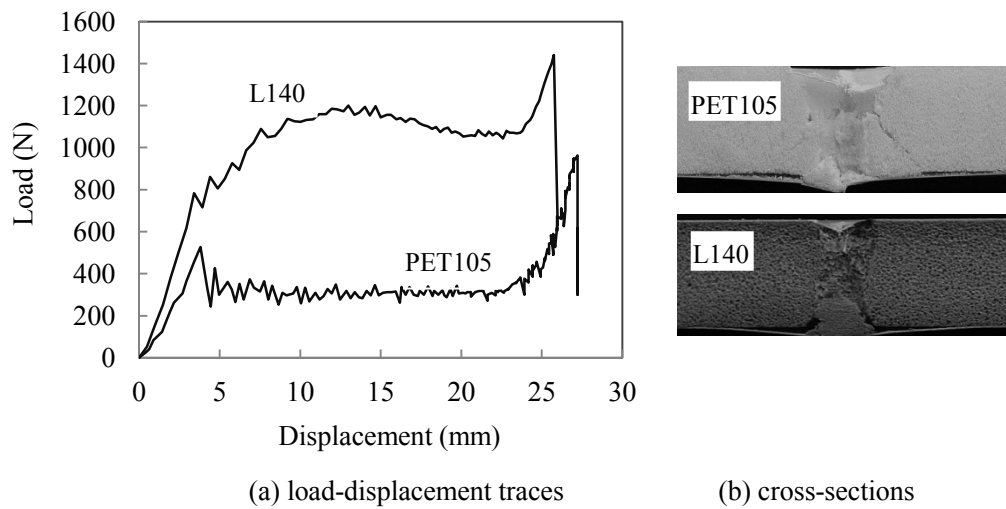 1600
1400
1200
1000
800
600
400
200
0
Load (N)
L140
PET105
0 5 10 15 20 25 30
Displacement (mm)
PET105
L140
(a) load-displacement traces
(b) cross-sections